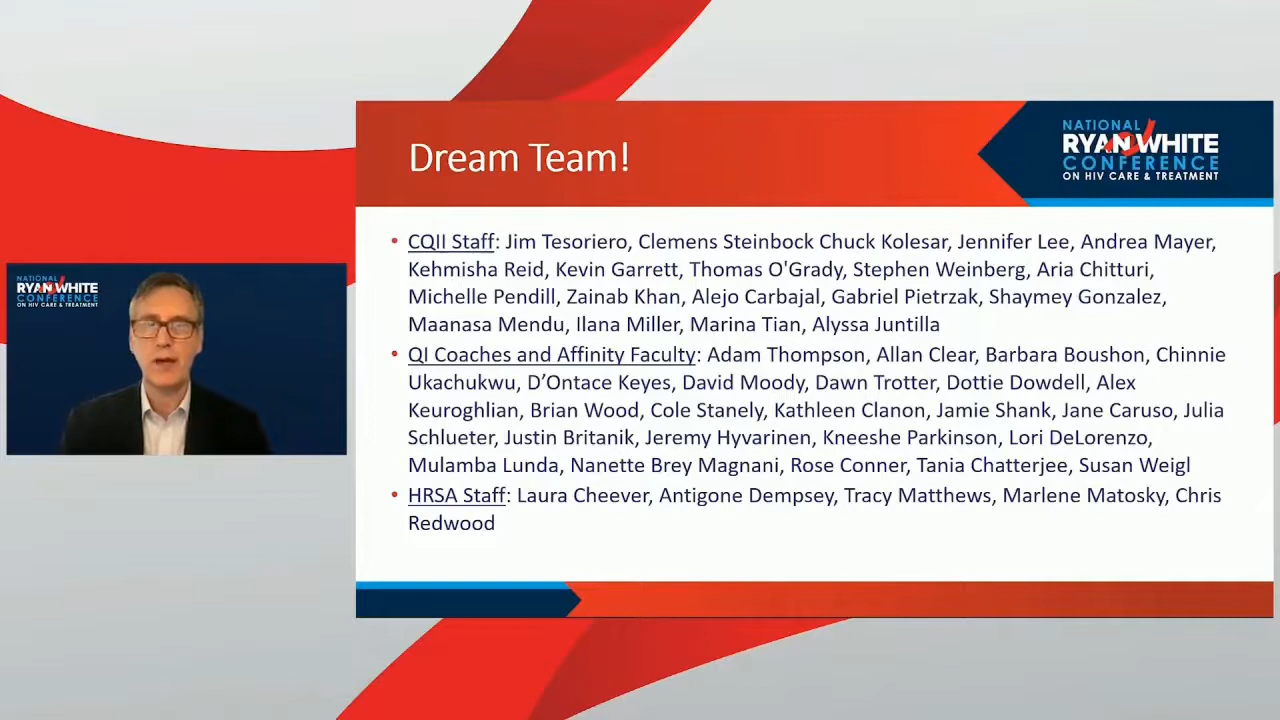 NATIONAL
RYAN WHITE
CONFERENCE
ON HIV CARE & TREATMENT
Dream Team!
NATIONAL
RYAN WHITE
CONFERENCE
ON HIV CARE & TREATMENT
• CQII Staff: Jim Tesoriero, Clemens Steinbock Chuck Kolesar, Jennifer Lee, Andrea Mayer,
Kehmisha Reid, Kevin Garrett, Thomas O'Grady, Stephen Weinberg, Aria Chitturi,
Michelle Pendill, Zainab Khan, Alejo Carbajal, Gabriel Pietrzak, Shaymey Gonzalez,
Maanasa Mendu, Ilana Miller, Marina Tian, Alyssa Juntilla
• QI Coaches and Affinity Faculty: Adam Thompson, Allan Clear, Barbara Boushon, Chinnie
Ukachukwu, D’Ontace Keyes, David Moody, Dawn Trotter, Dottie Dowdell, Alex
Keuroghlian, Brian Wood, Cole Stanely, Kathleen Clanon, Jamie Shank, Jane Caruso, Julia
Schlueter, Justin Britanik, Jeremy Hyvarinen, Kneeshe Parkinson, Lori DeLorenzo,
Mulamba Lunda, Nanette Brey Magnani, Rose Conner, Tania Chatterjee, Susan Weigl
• HRSA Staff: Laura Cheever, Antigone Dempsey, Tracy Matthews, Marlene Matosky, Chris
Redwood